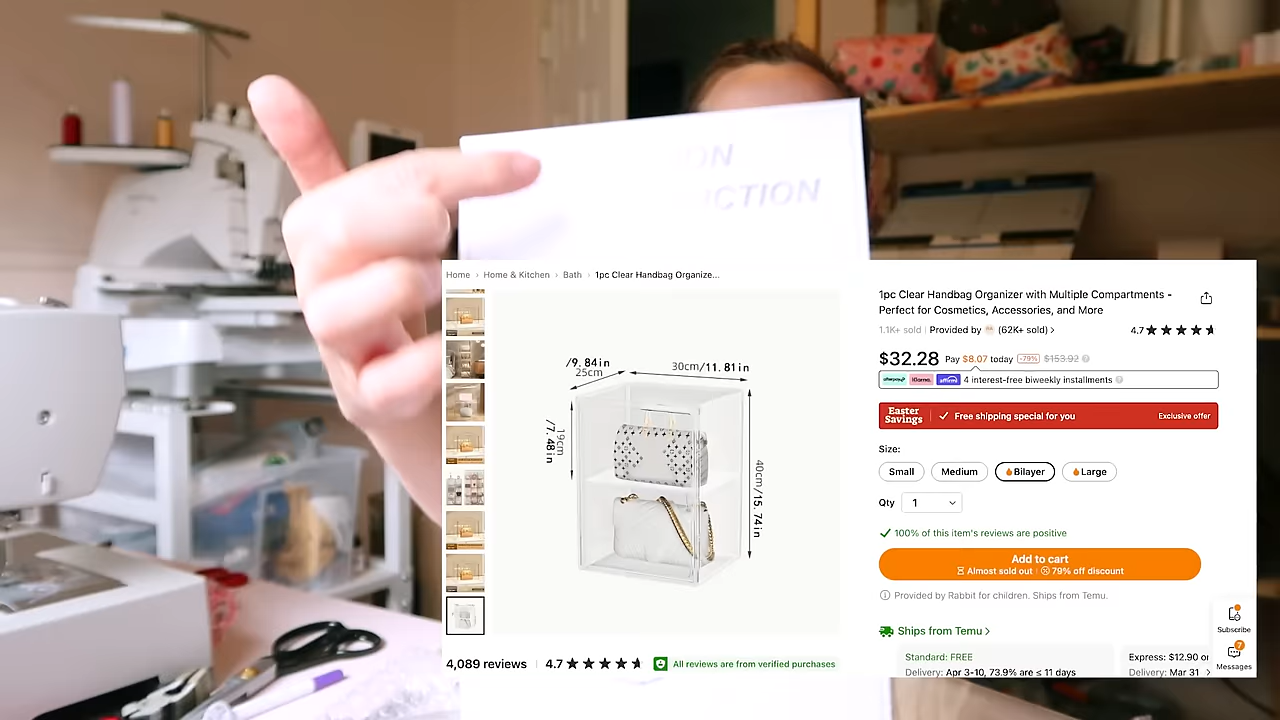 Home › Home & Kitchen › Bath › 1pc Clear Handbag Organize...
1pc Clear Handbag Organizer with Multiple Compartments -
Perfect for Cosmetics, Accessories, and More
1.1K+ sold | Provided by (62K+ sold) ›
4.7
$32.28 Pay $8.07 today -79% $153.92
afterpay Klarna. affirm 4 interest-free biweekly installments
Easter
Savings
Free shipping special for you
Exclusive offer
Size:
Small Medium Bilayer Large
Qty 1
100% of this item's reviews are positive
Add to cart
Almost sold out | 79% off discount
Provided by Rabbit for children. Ships from Temu.
Ships from Temu ›
Standard: FREE
Delivery: Apr 3-10, 73.9% are ≤ 11 days
Express: $12.90 or
Delivery: Mar 31
Subscribe
7
Messages
/9.84in
25cm
30cm/11.81in
19cm
/7.48in
40cm/15.74in
4,089 reviews | 4.7
All reviews are from verified purchases